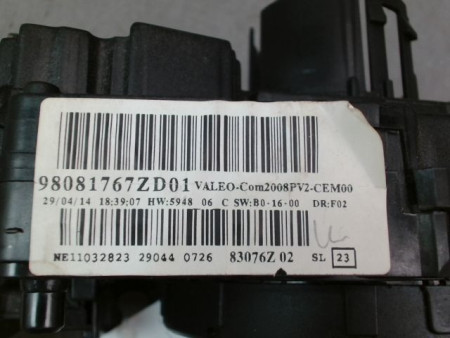 98081767ZD01 VALEO-Com2008PV2-CEM00
29/04/14 18:39:07 HW:5948 06 C SW:B0-16-00 DR:F02
NE11032823 29044 0726 83076Z 02 SL 23